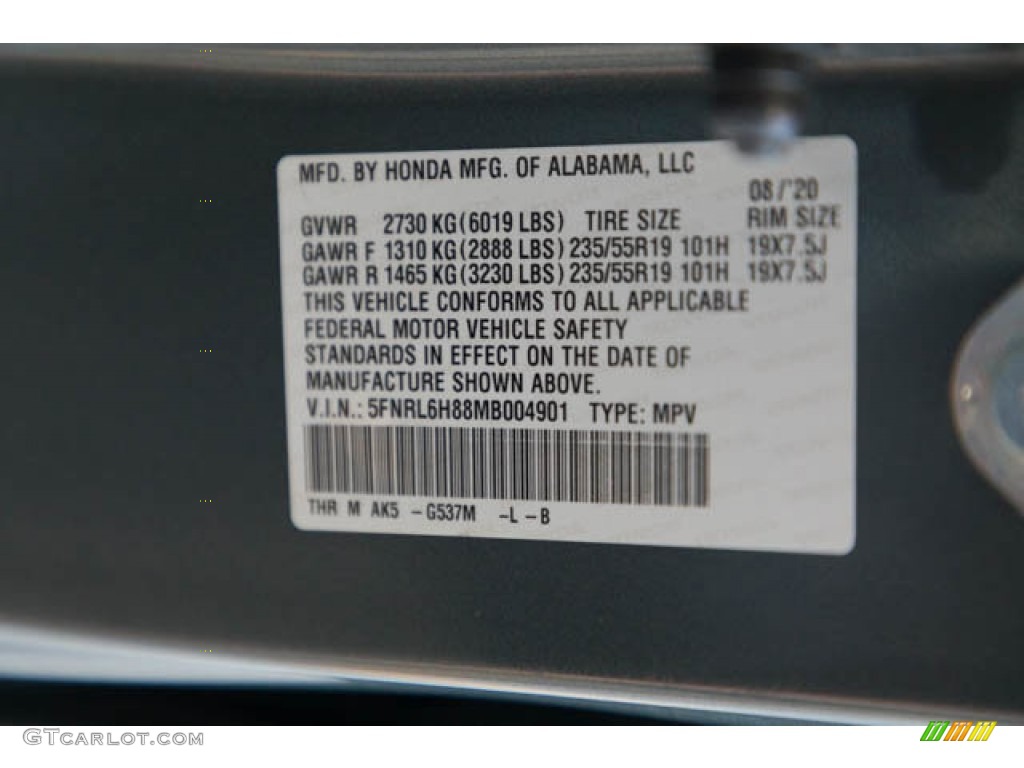 MFD. BY HONDA MFG. OF ALABAMA, LLC
08/'20
GVWR 2730 KG(6019 LBS) TIRE SIZE RIM SIZE
GAWR F 1310 KG(2888 LBS) 235/55R19 101H 19X7.5J
GAWR R 1465 KG(3230 LBS) 235/55R19 101H 19X7.5J
THIS VEHICLE CONFORMS TO ALL APPLICABLE
FEDERAL MOTOR VEHICLE SAFETY
STANDARDS IN EFFECT ON THE DATE OF
MANUFACTURE SHOWN ABOVE.
V.I.N.: 5FNRL6H88MB004901 TYPE: MPV
THR M AK5 -G537M -L-B
GTCarlot.com